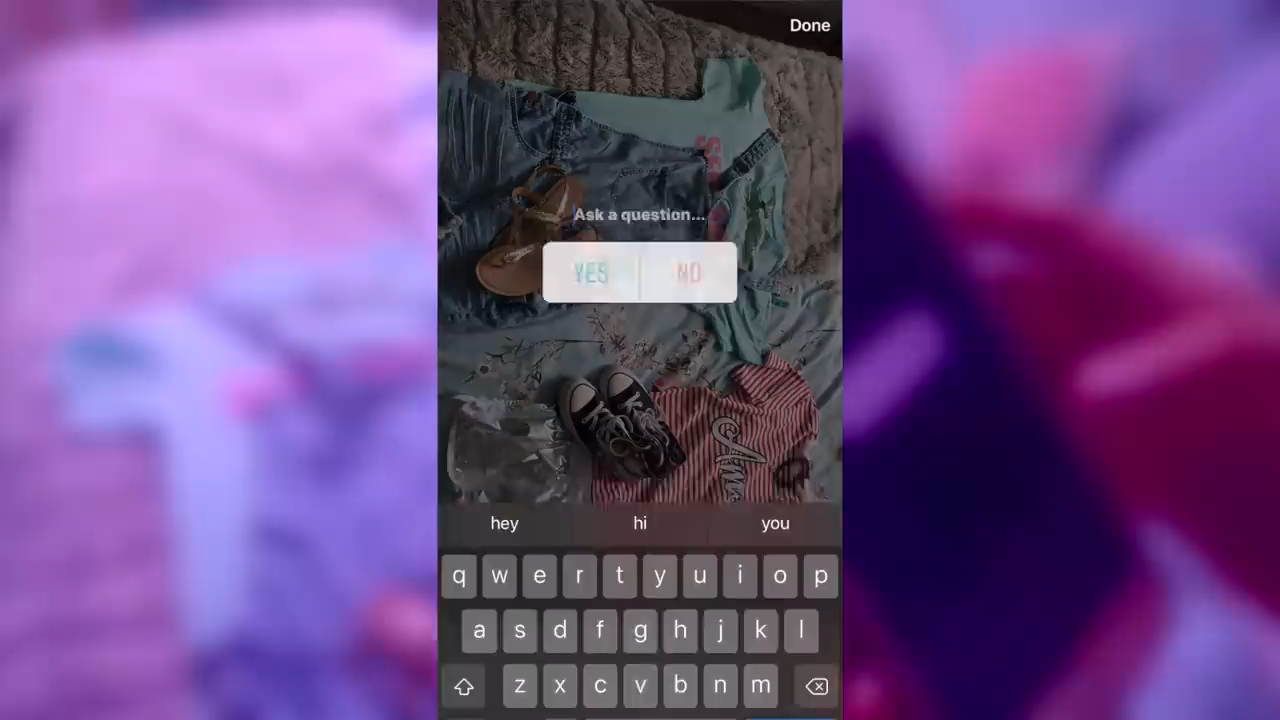 Done
Ask a question...
YES NO
hey hi you
q w e r t y u i o p
a s d f g h j k l
z x c v b n m